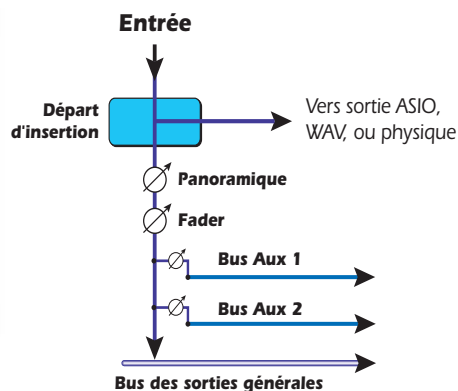 Entrée
Départ
d'insertion
Vers sortie ASIO,
WAV, ou physique
Panoramique
Fader
Bus Aux 1
Bus Aux 2
Bus des sorties générales